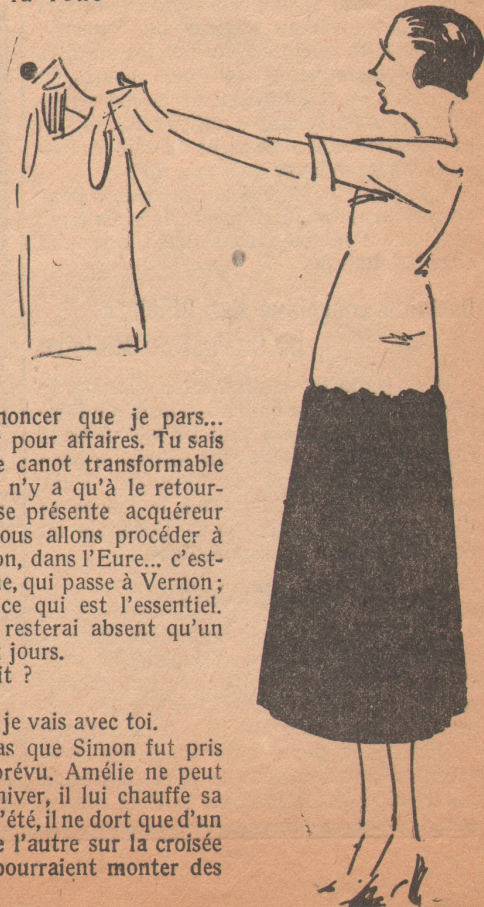 noncer que je pars...
pour affaires. Tu sais
e canot transformable
n'y a qu'à le retour-
se présente acquéreur
ous allons procéder à
on, dans l'Eure... c'est-
ie, qui passe à Vernon;
ce qui est l'essentiel.
resterai absent qu'un
jours.
it ?
je vais avec toi.
as que Simon fut pris
prévu. Amélie ne peut
hiver, il lui chauffe sa
l'été, il ne dort que d'un
e l'autre sur la croisée
pourraient monter des